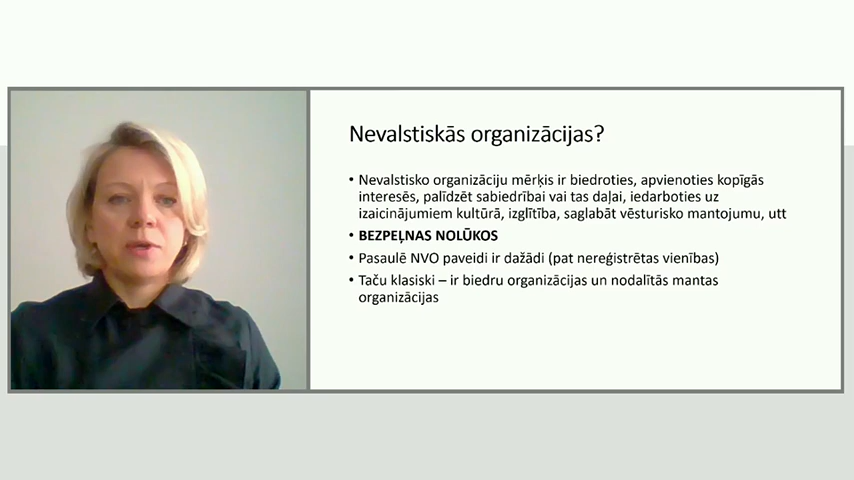 Nevalstiskās organizācijas?
• Nevalstisko organizāciju mērķis ir biedroties, apvienoties kopīgās
interesēs, palīdzēt sabiedrībai vai tas daļai, iedarboties uz
izaicinājumiem kultūrā, izglītība, saglabāt vēsturisko mantojumu, utt
• BEZPEĻNAS NOLŪKOS
• Pasaulē NVO paveidi ir dažādi (pat nereģistrētas vienības)
• Taču klasiski – ir biedru organizācijas un nodalītās mantas
organizācijas